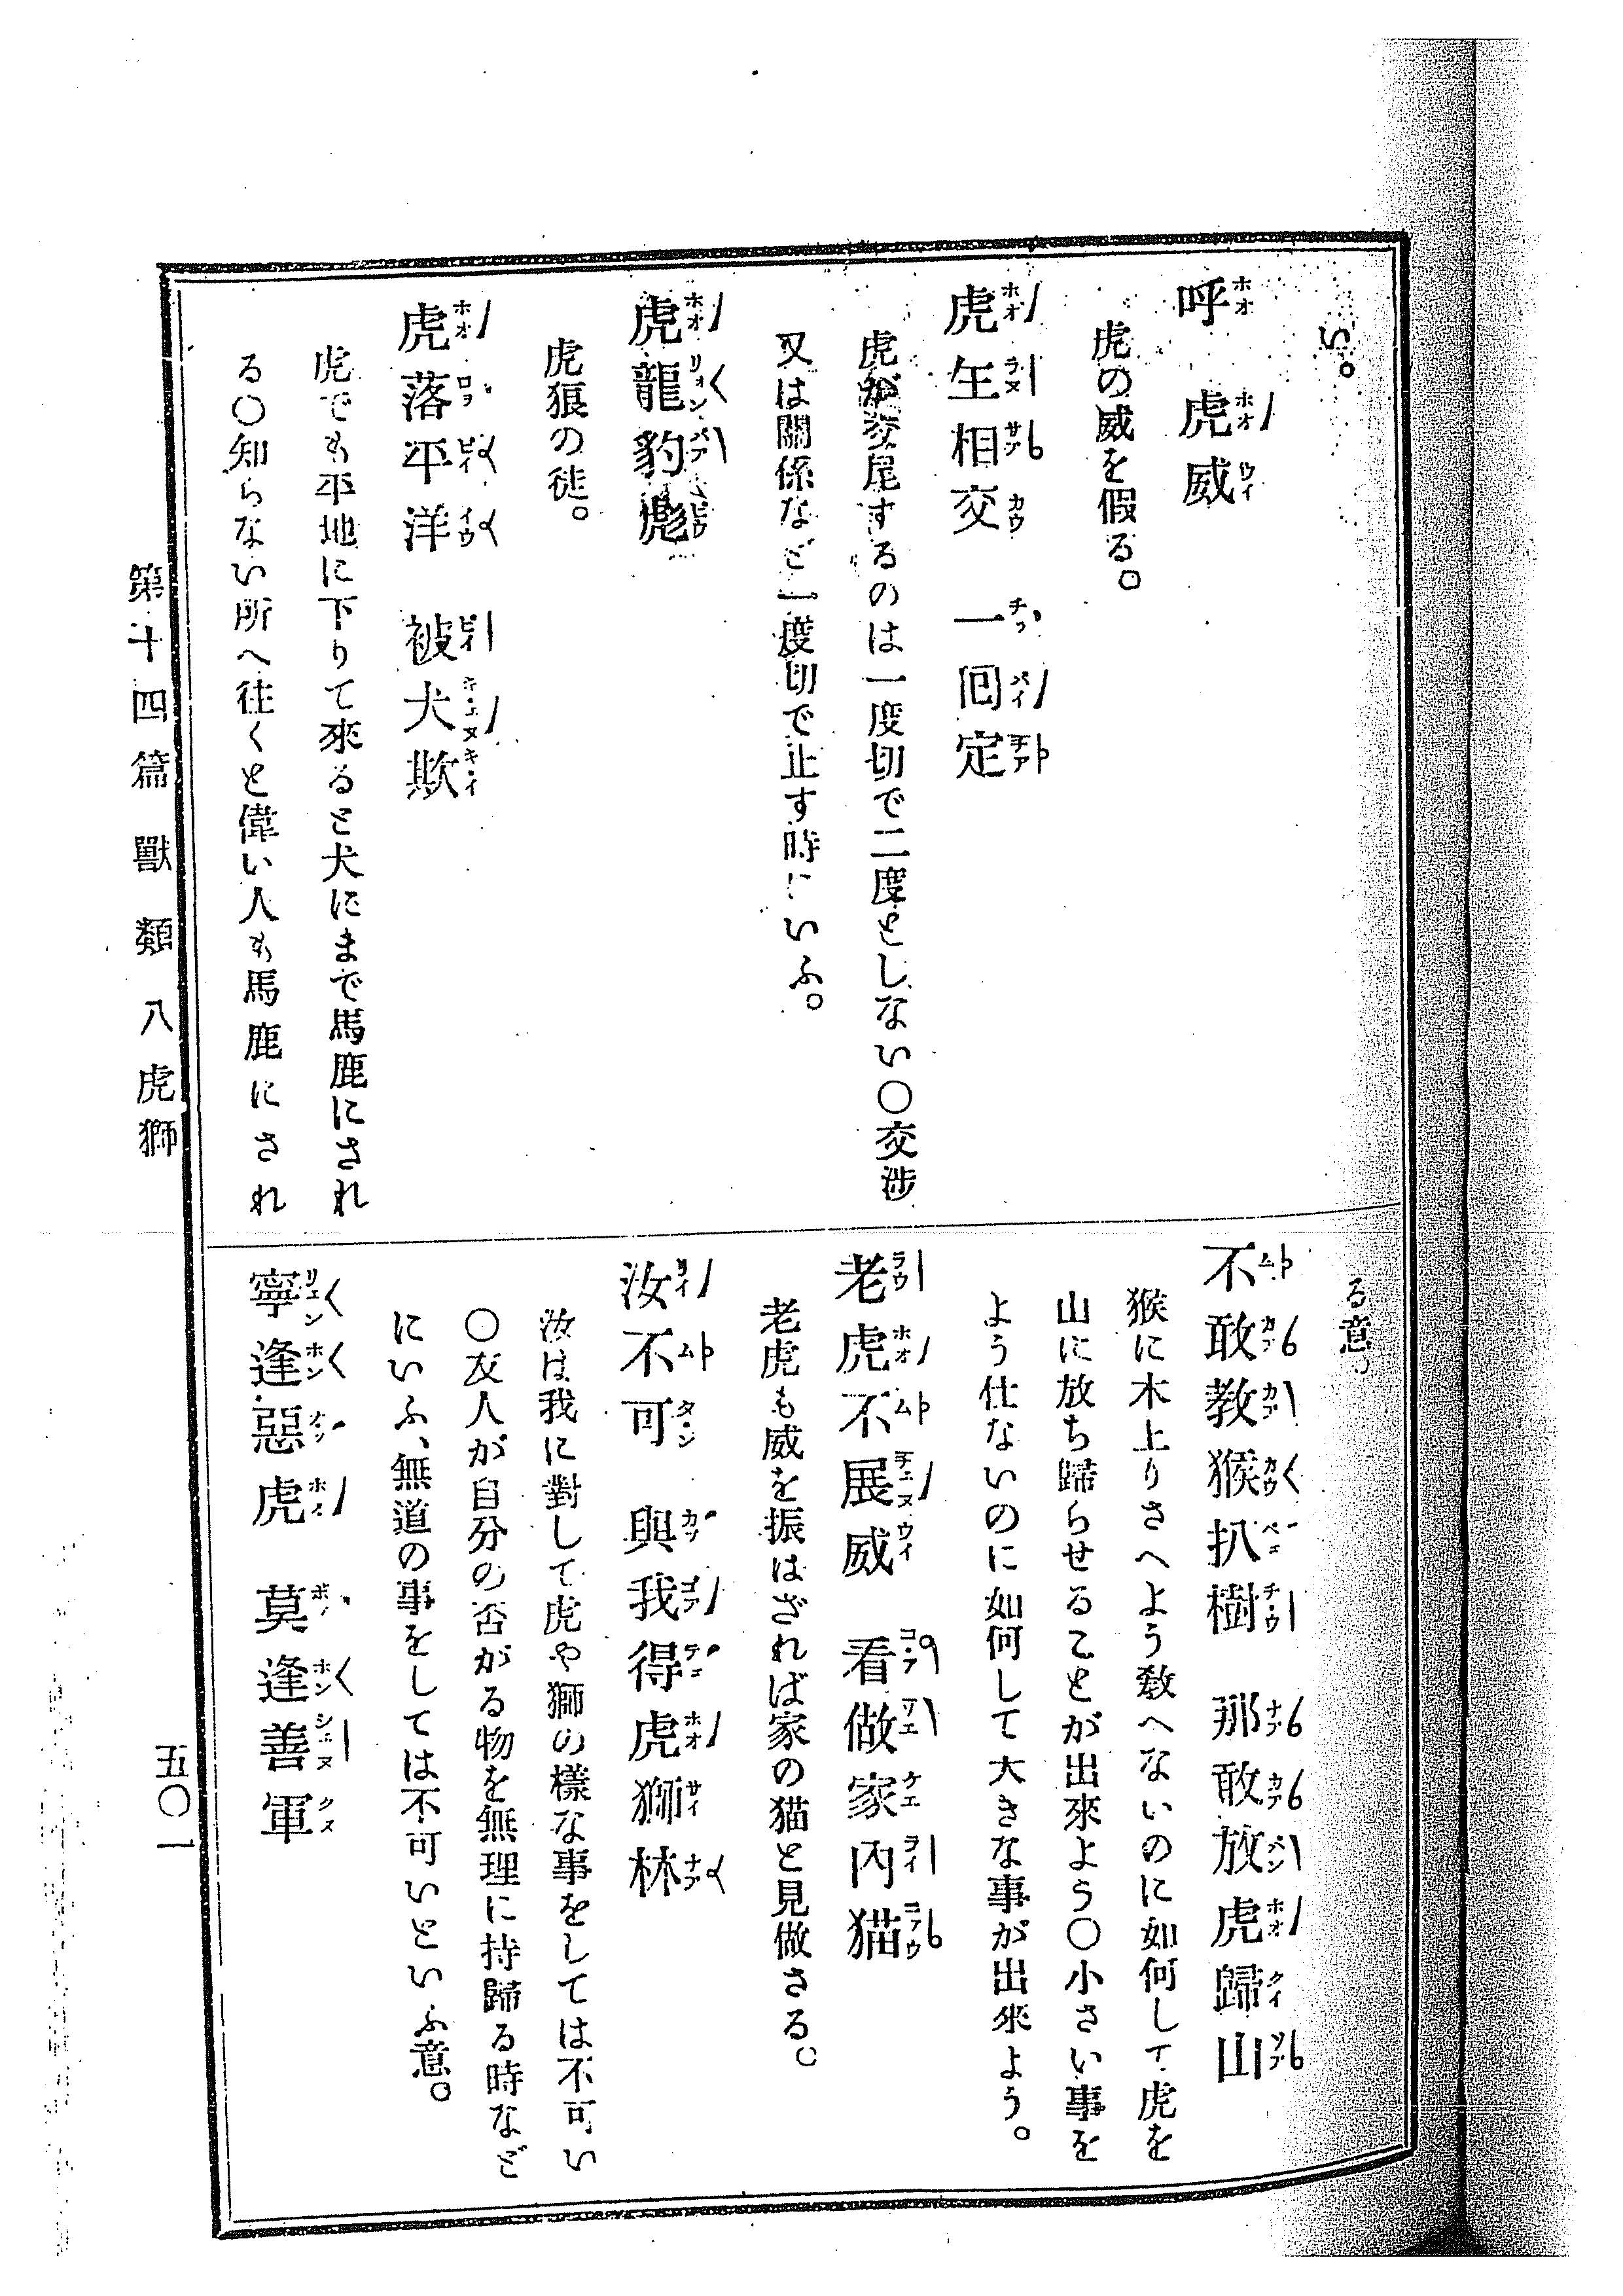 い。
呼虎威
虎の威を假る。
虎生相交　一囘定
虎が交尾するのは一度切で二度としない〇交涉
又は關係など一度切で止す時にいふ。
虎龍豹彪
虎狼の徒。
虎落平洋　被犬欺
虎でも平地に下りて來ると犬にまで馬鹿にされ
る〇知らない所へ往くと偉い人も馬鹿にされ
る意。
不敢教猴扒樹　那敢放虎歸山
猴に木上りさへよう教へないのに如何して虎を
山に放ち歸らせることが出來よう〇小さい事を
よう仕ないのに如何して大きな事が出來よう。
老虎不展威　看做家內猫
老虎も威を振はざれば家の猫と見做さる。
汝不可　與我得虎獅林
汝は我に對して虎や獅の樣な事をしては不可い
〇友人が自分の否がる物を無理に持歸る時など
にいふ、無道の事をしては不可いといふ意。
寧逢惡虎　莫逢善軍
第十四篇　獸類　八虎獅
五〇一